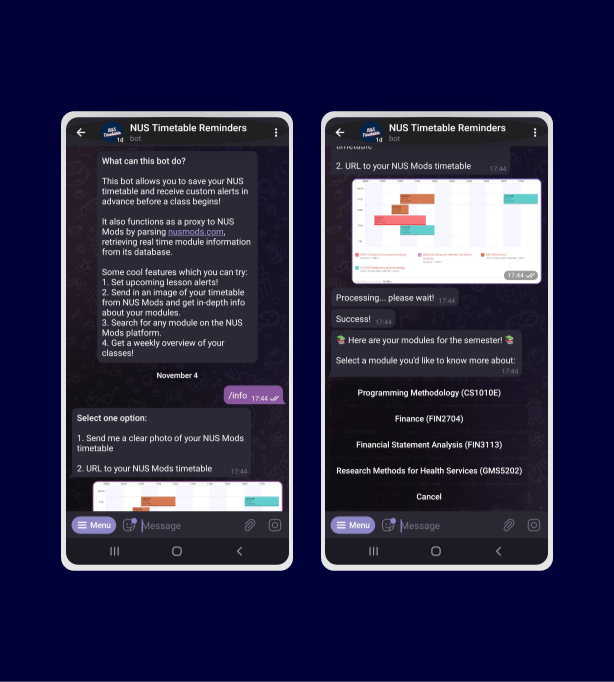 NUS Timetable Reminders
bot
1d
What can this bot do?
This bot allows you to save your NUS
timetable and receive custom alerts in
advance before a class begins!
It also functions as a proxy to NUS
Mods by parsing nusmods.com,
retrieving real time module information
from its database.
Some cool features which you can try:
1. Set upcoming lesson alerts!
2. Send in an image of your timetable
from NUS Mods and get in-depth info
about your modules.
3. Search for any module on the NUS
Mods platform.
4. Get a weekly overview of your
classes!
November 4
/info 17:44
Select one option:
1. Send me a clear photo of your NUS Mods
timetable
2. URL to your NUS Mods timetable 17:44
Menu
Message
NUS Timetable Reminders
bot
1d
timetable
2. URL to your NUS Mods timetable 17:44
17:44
Processing... please wait! 17:44
Success! 17:44
📚 Here are your modules for the semester! 📚
Select a module you'd like to know more about:
17:44
Programming Methodology (CS1010E)
Finance (FIN2704)
Financial Statement Analysis (FIN3113)
Research Methods for Health Services (GMS5202)
Cancel
Menu
Message